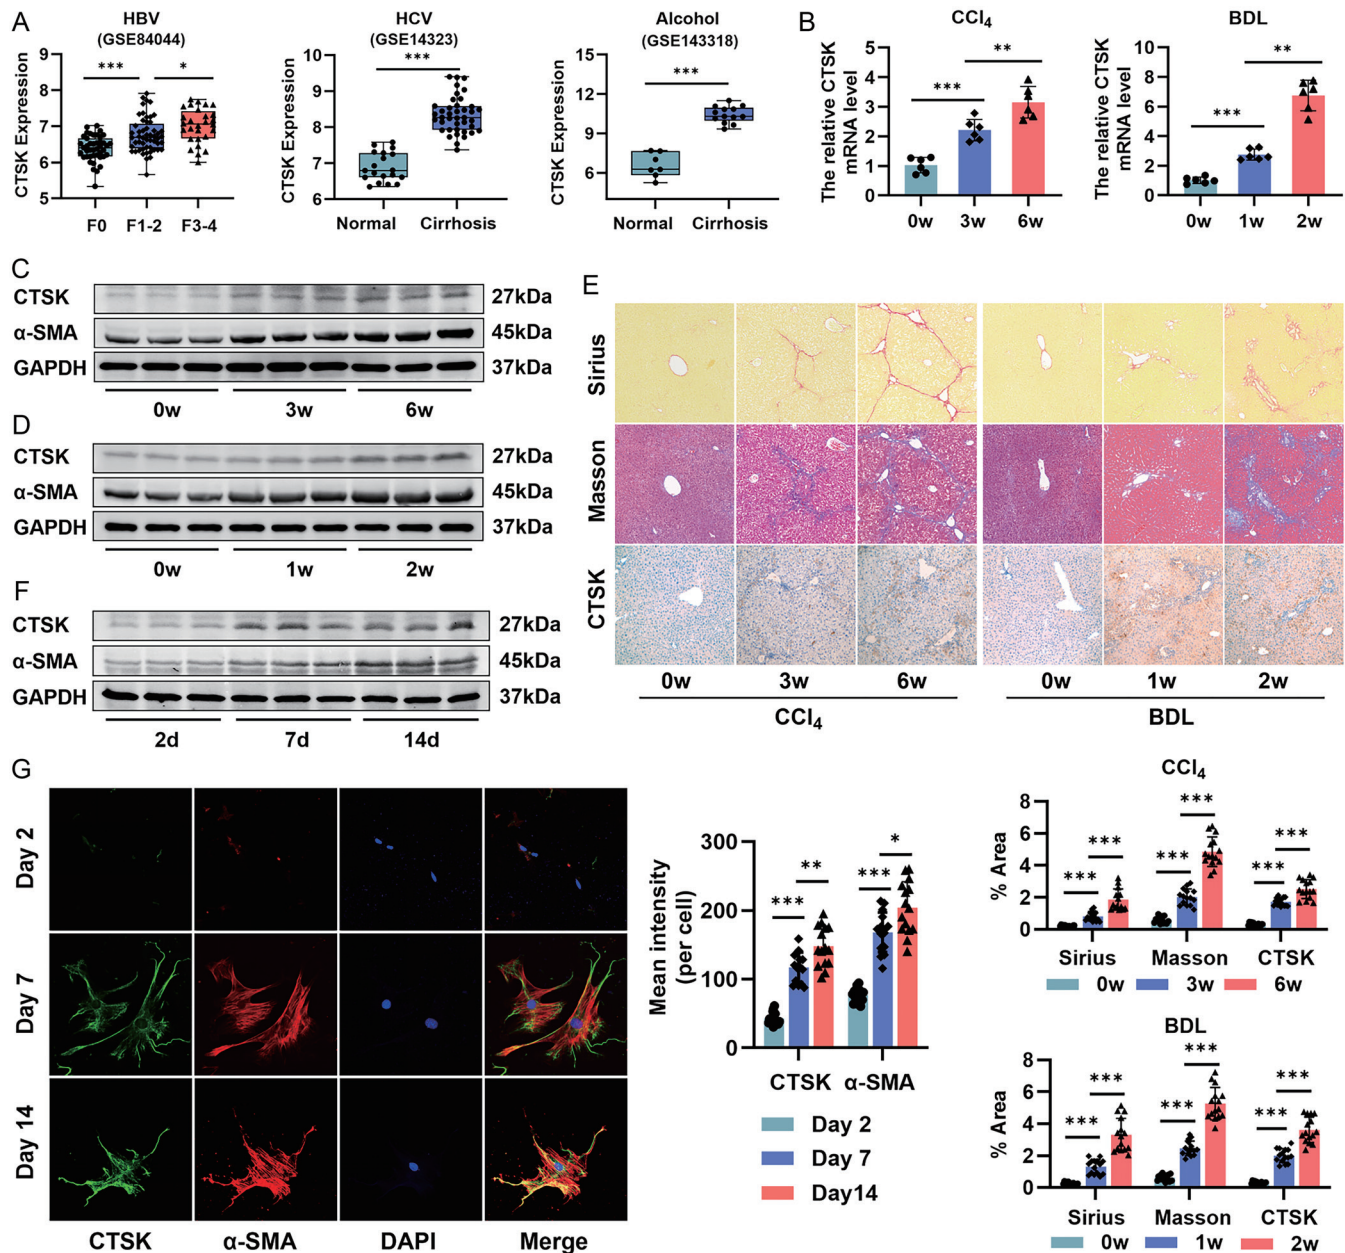 A
HBV
(GSE84044)
CTSK Expression
9
8
7
6
5
***
*
F0
F1-2
F3-4
HCV
(GSE14323)
CTSK Expression
10
9
8
7
6
***
Normal
Cirrhosis
Alcohol
(GSE143318)
CTSK Expression
15
12
9
6
***
Normal
Cirrhosis
B
CCl₄
The relative CTSK
mRNA level
5
4
3
2
1
0
***
**
0w
3w
6w
BDL
The relative CTSK
mRNA level
10
8
6
4
2
0
***
**
0w
1w
2w
C
CTSK
27kDa
α-SMA
45kDa
GAPDH
37kDa
0w
3w
6w
D
CTSK
27kDa
α-SMA
45kDa
GAPDH
37kDa
0w
1w
2w
F
CTSK
27kDa
α-SMA
45kDa
GAPDH
37kDa
2d
7d
14d
E
Sirius
Masson
CTSK
0w
3w
6w
0w
1w
2w
CCl₄
BDL
G
Day 2
Day 7
Day 14
CTSK
α-SMA
DAPI
Merge
Mean intensity
(per cell)
300
200
100
0
***
**
***
*
CTSK
α-SMA
Day 2
Day 7
Day14
CCl₄
% Area
8
6
4
2
0
***
***
***
***
***
***
Sirius
Masson
CTSK
0w
3w
6w
BDL
% Area
8
6
4
2
0
***
***
***
***
***
***
Sirius
Masson
CTSK
0w
1w
2w